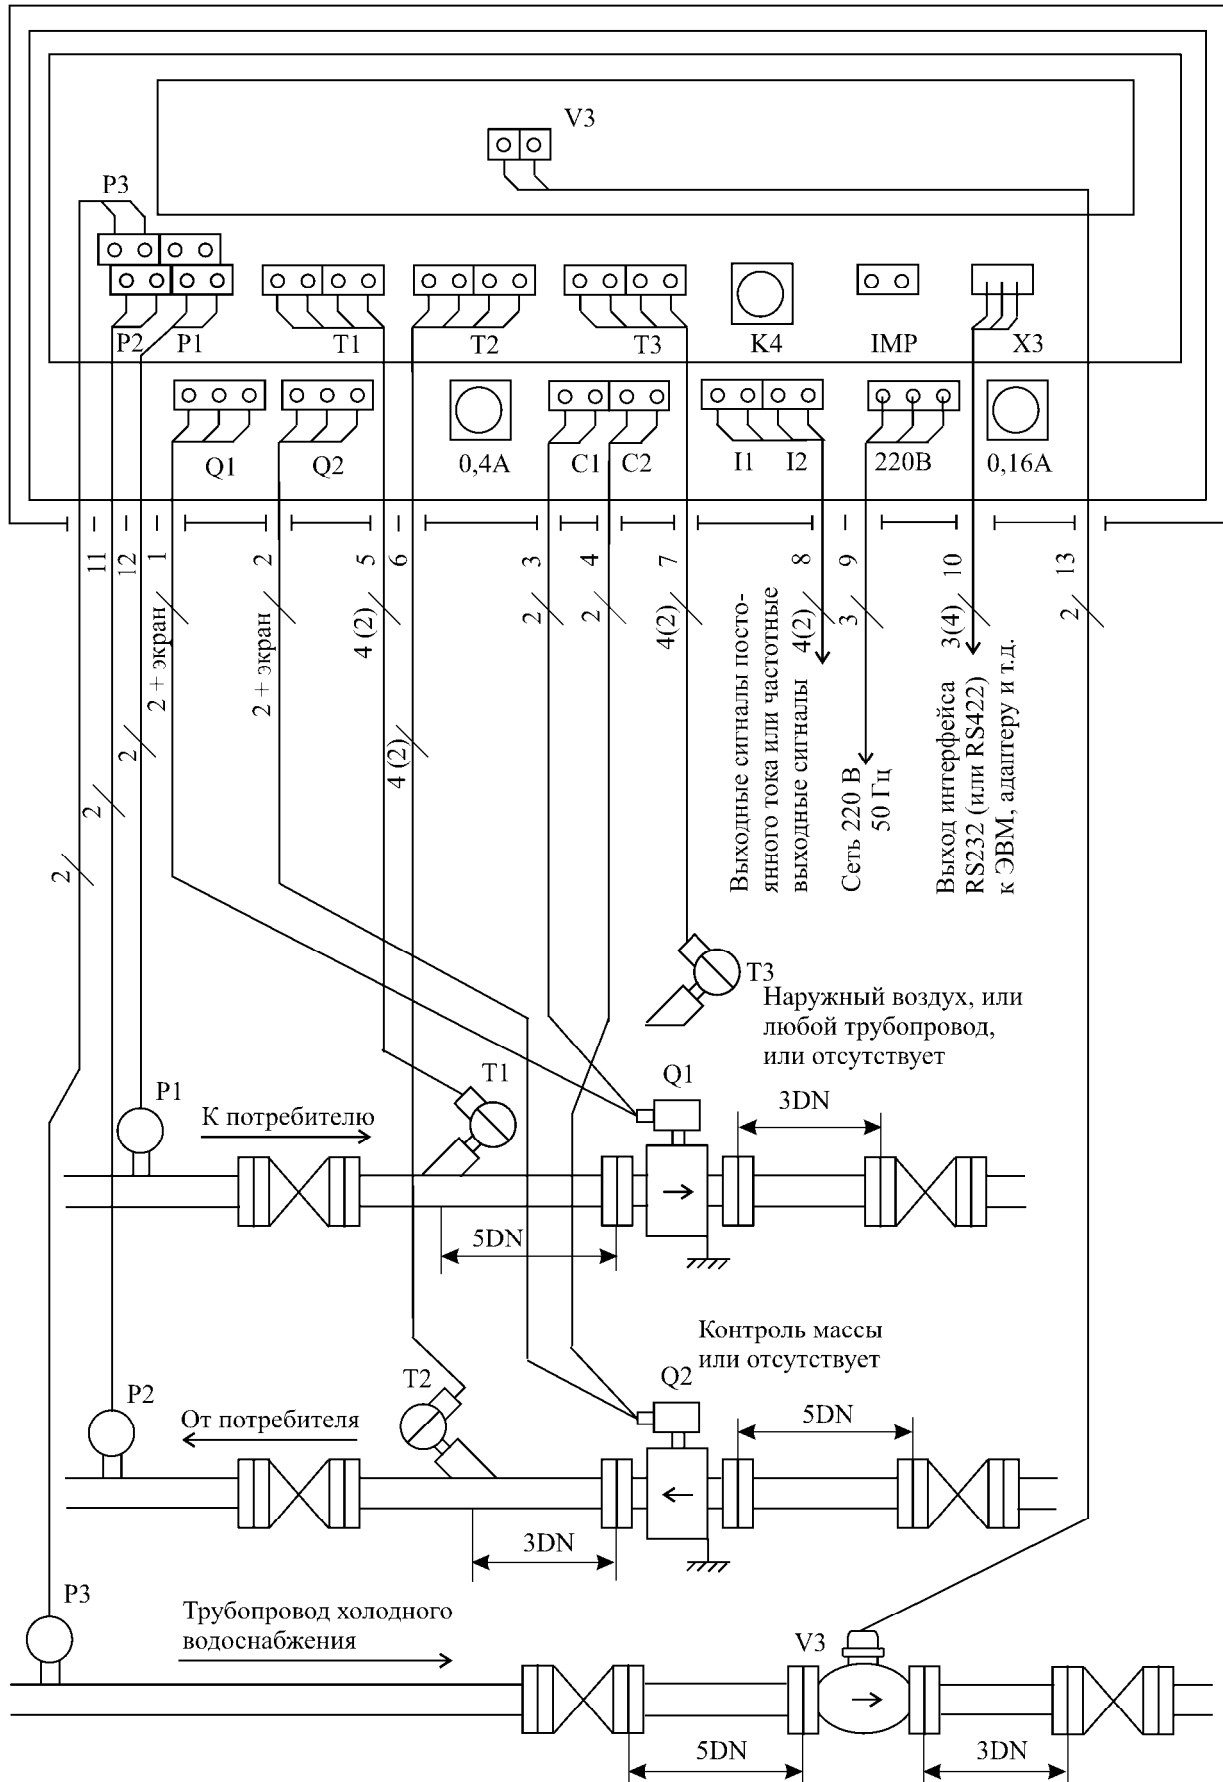 V3
P3
P2
P1
T1
T2
T3
K4
IMP
X3
Q1
Q2
0,4А
C1
C2
I1
I2
220В
0,16А
11
12
1
2
5
6
3
4
7
8
9
10
13
2
2
2
2 + экран
2 + экран
4 (2)
4 (2)
2
2
4(2)
4(2)
3
3(4)
2
Выходные сигналы посто-
янного тока или частотные
выходные сигналы
Сеть 220 В
50 Гц
Выход интерфейса
RS232 (или RS422)
к ЭВМ, адаптеру и т.д.
T3
Наружный воздух, или
любой трубопровод,
или отсутствует
P1
К потребителю
T1
Q1
3DN
5DN
Контроль массы
или отсутствует
P2
От потребителя
T2
Q2
5DN
3DN
P3
Трубопровод холодного
водоснабжения
V3
5DN
3DN